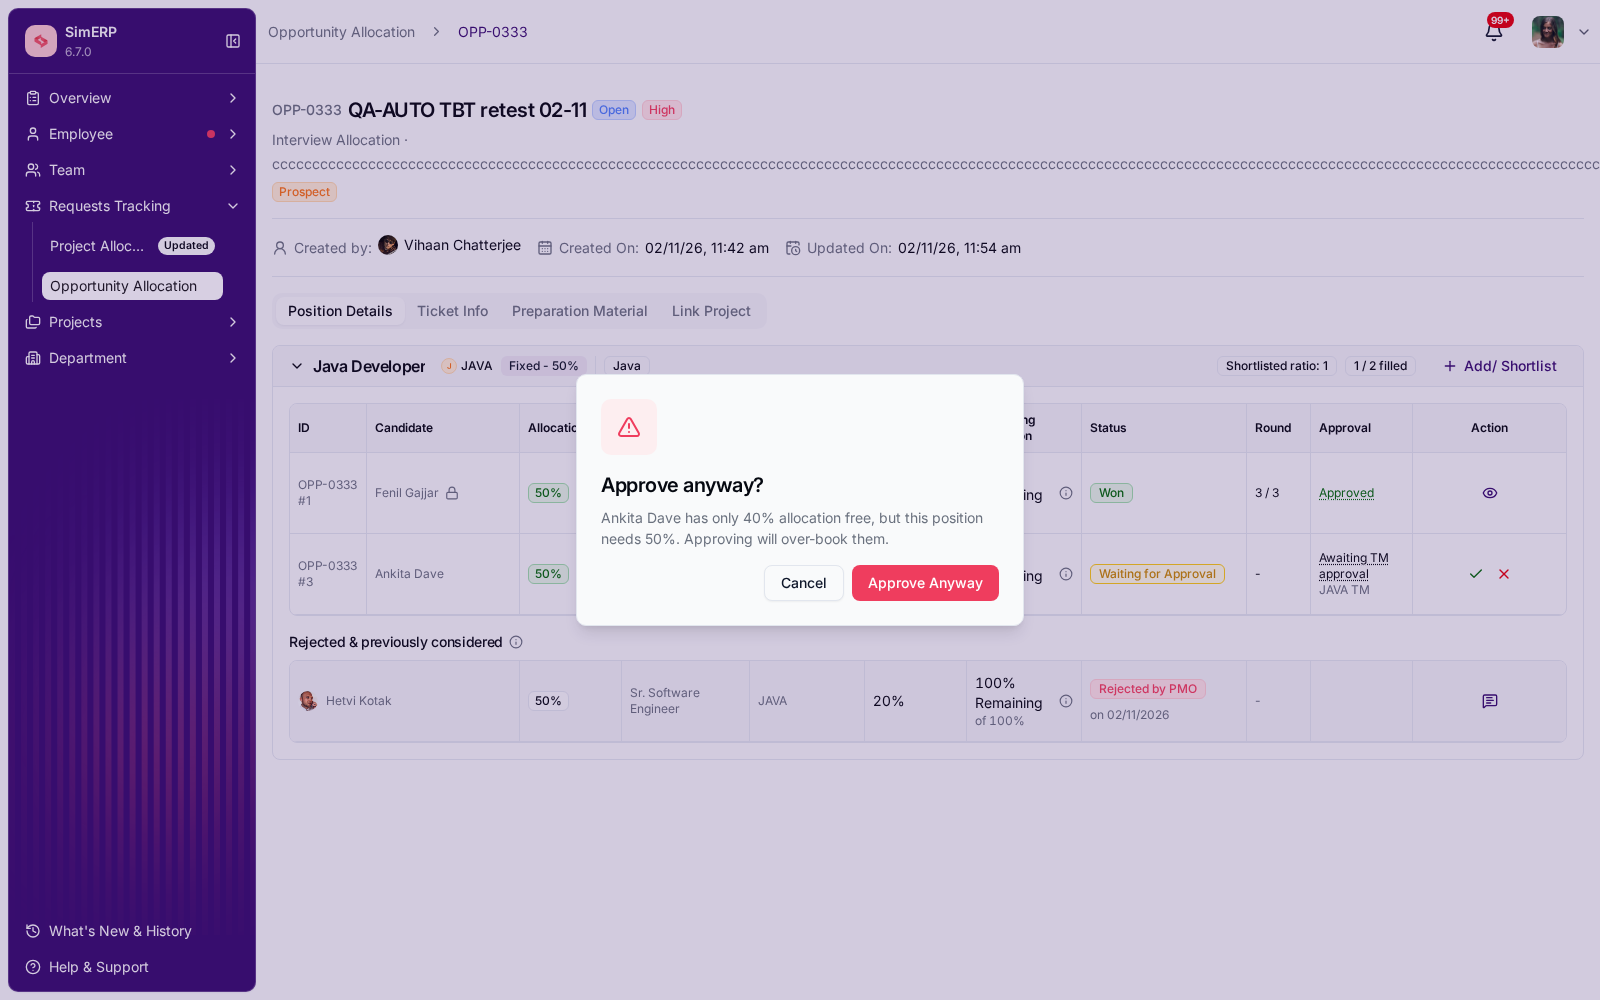 SimERP
6.7.0
Overview
Employee
Team
Requests Tracking
Project Alloc... Updated
Opportunity Allocation
Projects
Department
What's New & History
Help & Support
Opportunity Allocation > OPP-0333
99+
OPP-0333 QA-AUTO TBT retest 02-11 Open High
Interview Allocation ·
Prospect
Created by: Vihaan Chatterjee Created On: 02/11/26, 11:42 am Updated On: 02/11/26, 11:54 am
Position Details Ticket Info Preparation Material Link Project
Java Developer J JAVA Fixed - 50% Java Shortlisted ratio: 1 1 / 2 filled + Add/ Shortlist
ID Candidate Status Round Approval Action
OPP-0333
#1
Fenil Gajjar 50% Won 3 / 3 Approved
OPP-0333
#3
Ankita Dave 50% Waiting for Approval - Awaiting TM
approval
JAVA TM
Approve anyway?
Ankita Dave has only 40% allocation free, but this position
needs 50%. Approving will over-book them.
Cancel Approve Anyway
Rejected & previously considered
Hetvi Kotak 50% Sr. Software
Engineer
JAVA 20% 100%
Remaining
of 100%
Rejected by PMO
on 02/11/2026
-